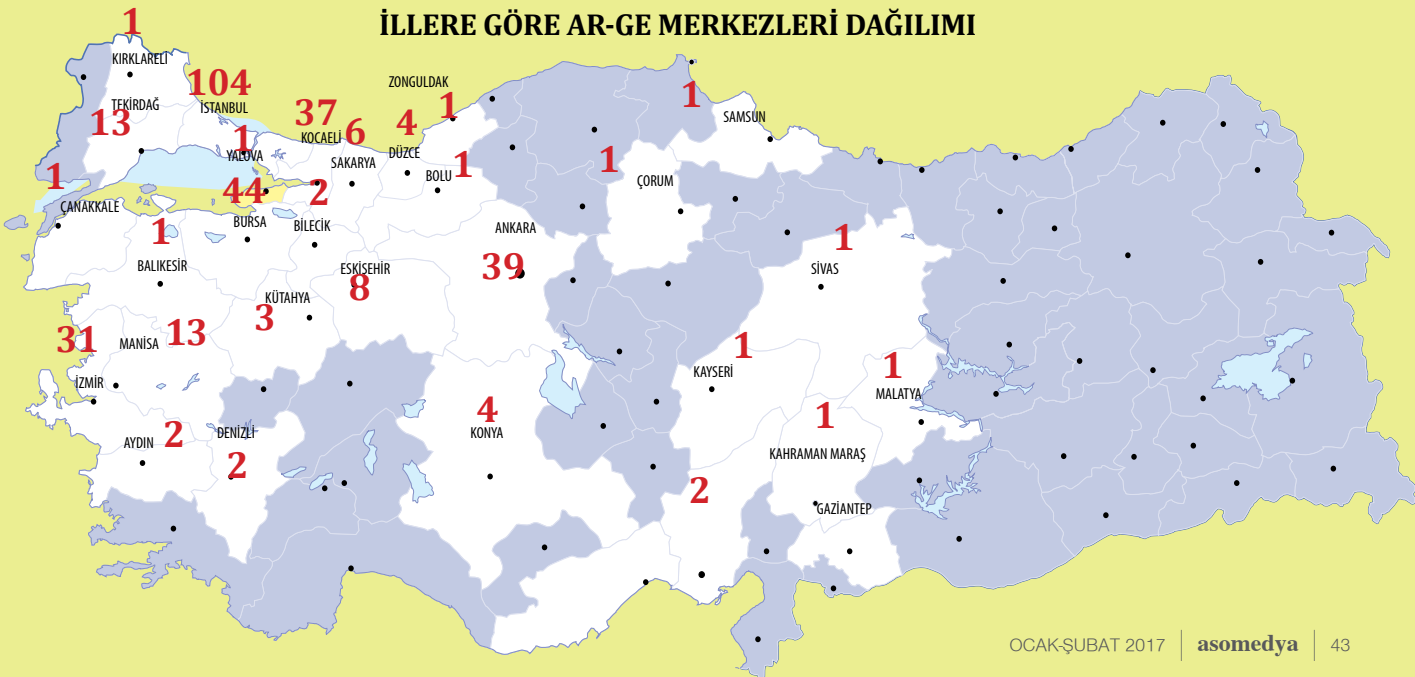 İLLERE GÖRE AR-GE MERKEZLERİ DAĞILIMI
1
KIRKLARELİ
104
İSTANBUL
TEKİRDAĞ
13
ZONGULDAK
1
37
KOCAELİ
6
SAKARYA
4
DÜZCE
1
BOLU
1
SAMSUN
1
ÇORUM
1
YALOVA
44
BURSA
2
BİLECİK
1
ÇANAKKALE
1
BALIKESİR
ANKARA
39
ESKİŞEHİR
8
KÜTAHYA
3
1
SİVAS
31
İZMİR
MANİSA
13
1
KAYSERİ
1
MALATYA
4
KONYA
1
KAHRAMAN MARAŞ
AYDIN
2
DENİZLİ
2
2
GAZİANTEP
OCAK-ŞUBAT 2017 | asomedya | 43